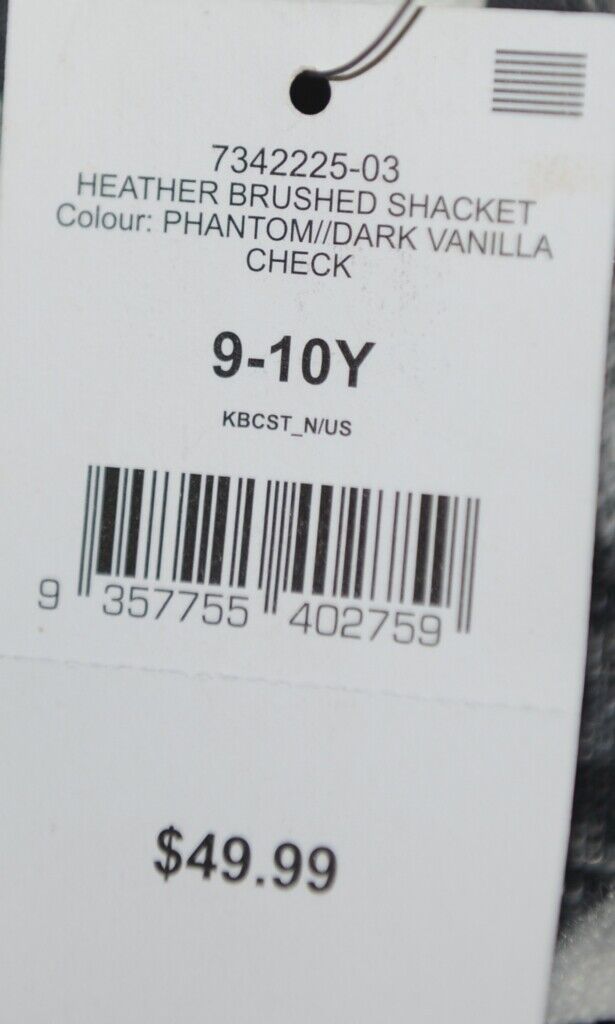 7342225-03
HEATHER BRUSHED SHACKET
Colour: PHANTOM//DARK VANILLA
CHECK
9-10Y
KBCST_N/US
9 357755 402759
$49.99